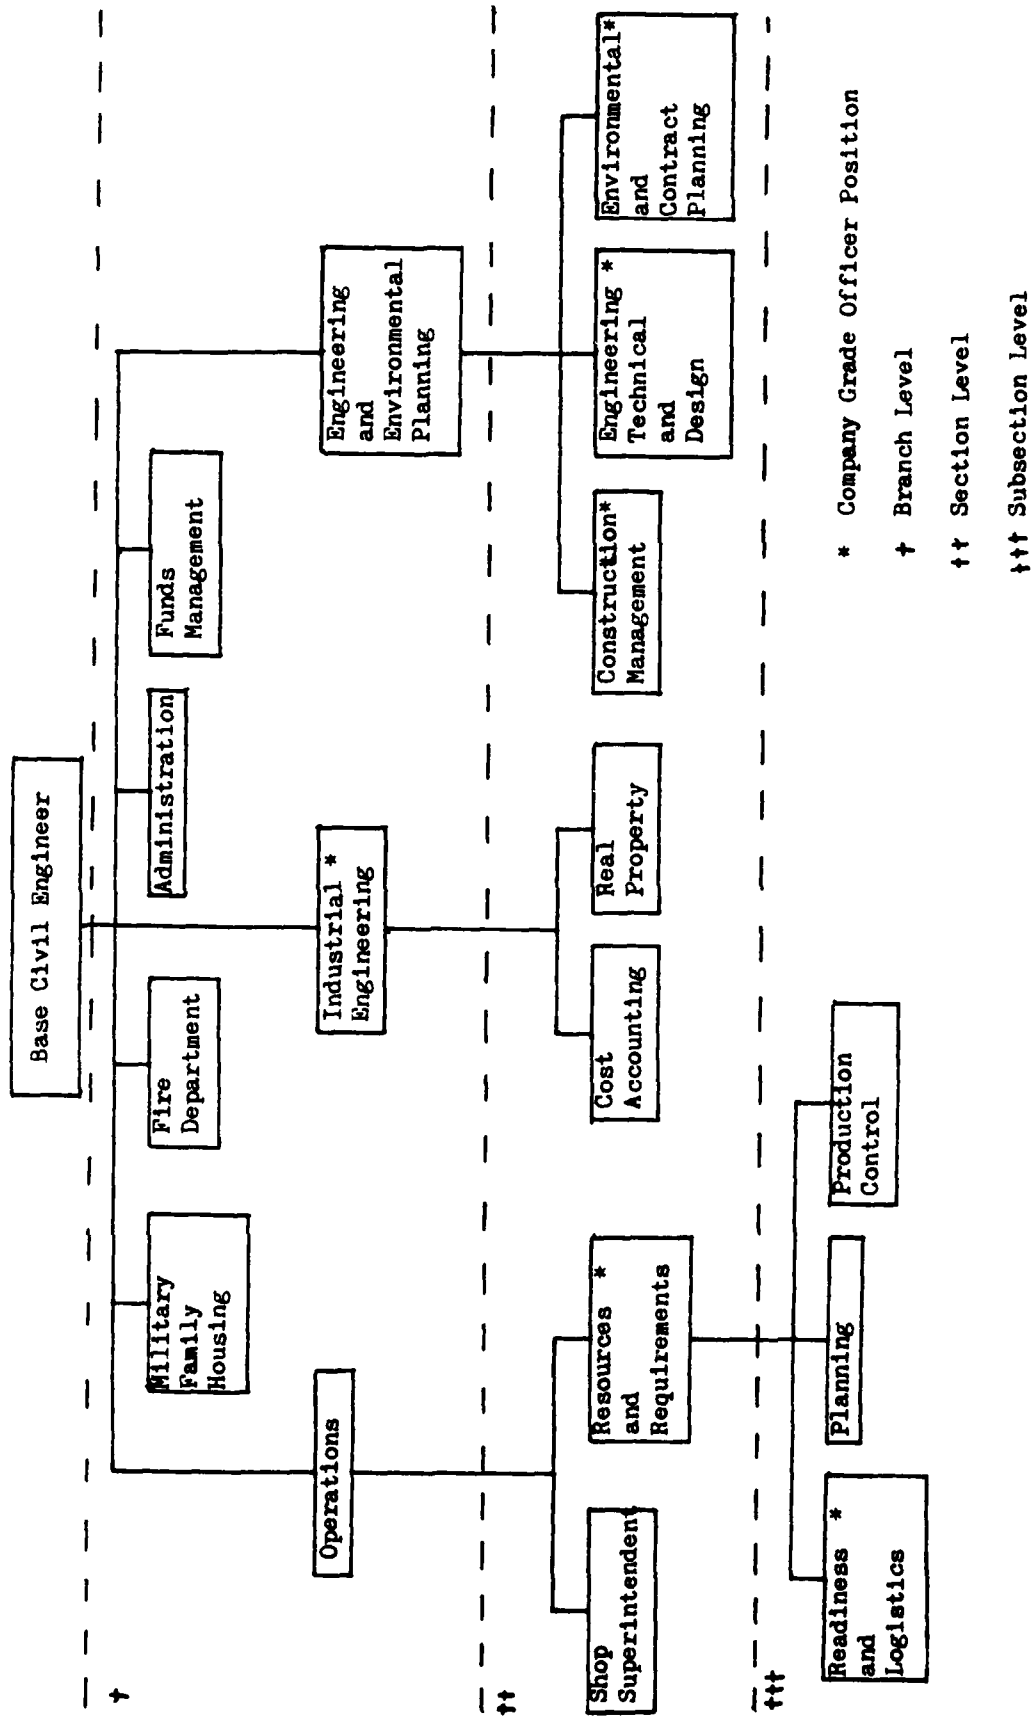 Base Civil Engineer
†
Military
Family
Housing
Fire
Department
Administration
Funds
Management
Operations
Industrial *
Engineering
Engineering
and
Environmental
Planning
††
Shop
Superintendent
Resources *
and
Requirements
Cost
Accounting
Real
Property
Construction*
Management
Engineering *
Technical
and
Design
Environmental*
and
Contract
Planning
†††
Readiness *
and
Logistics
Planning
Production
Control
* Company Grade Officer Position
† Branch Level
†† Section Level
††† Subsection Level